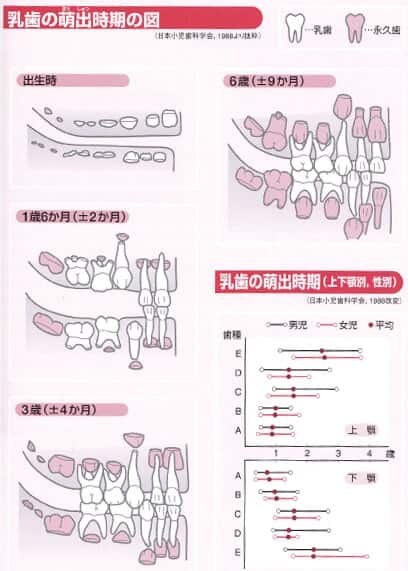 乳歯の萌出時期の図
(日本小児歯科学会, 1988より抜粋)
…乳歯
…永久歯
出生時
1歳6か月(±2か月)
3歳(±4か月)
6歳(±9か月)
乳歯の萌出時期(上下顎別, 性別)
(日本小児歯科学会, 1988改変)
男児
女児
平均
歯種
E
D
C
B
A
上 顎
1 2 3 4 歳
A
B
C
D
E
下 顎